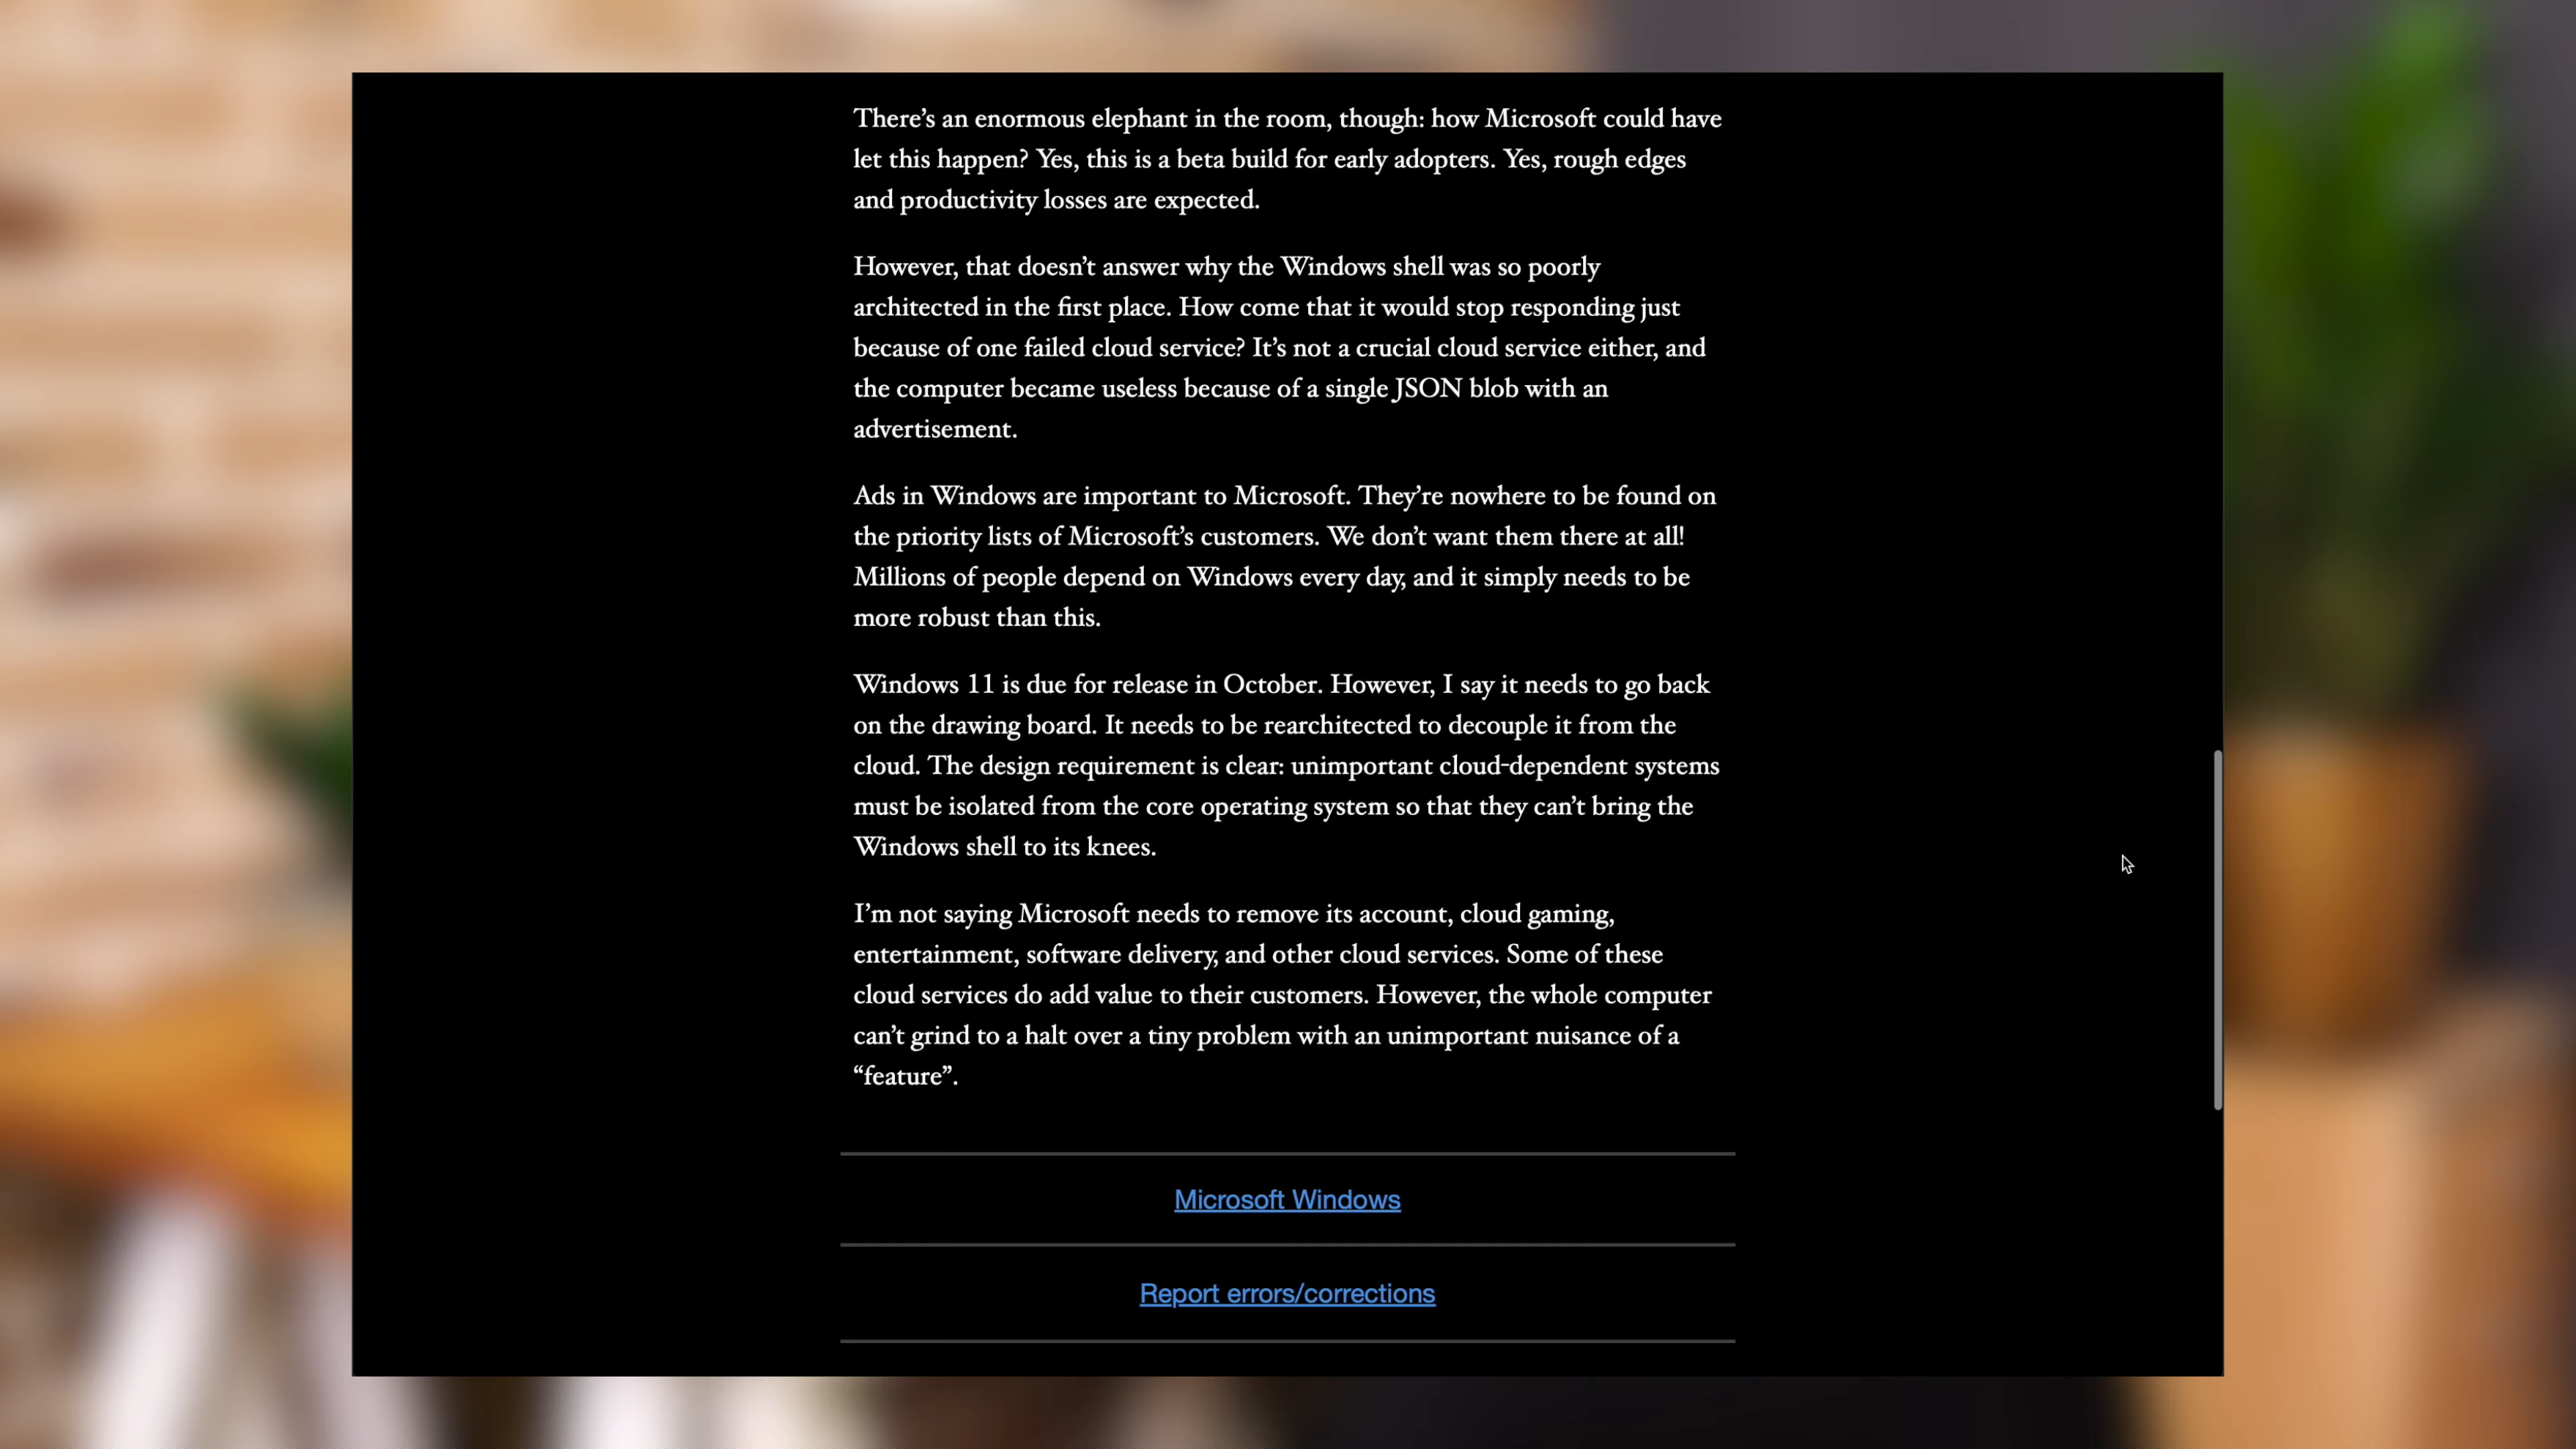 There’s an enormous elephant in the room, though: how Microsoft could have
let this happen? Yes, this is a beta build for early adopters. Yes, rough edges
and productivity losses are expected.
However, that doesn’t answer why the Windows shell was so poorly
architected in the first place. How come that it would stop responding just
because of one failed cloud service? It’s not a crucial cloud service either, and
the computer became useless because of a single JSON blob with an
advertisement.
Ads in Windows are important to Microsoft. They’re nowhere to be found on
the priority lists of Microsoft’s customers. We don’t want them there at all!
Millions of people depend on Windows every day, and it simply needs to be
more robust than this.
Windows 11 is due for release in October. However, I say it needs to go back
on the drawing board. It needs to be rearchitected to decouple it from the
cloud. The design requirement is clear: unimportant cloud-dependent systems
must be isolated from the core operating system so that they can’t bring the
Windows shell to its knees.
I’m not saying Microsoft needs to remove its account, cloud gaming,
entertainment, software delivery, and other cloud services. Some of these
cloud services do add value to their customers. However, the whole computer
can’t grind to a halt over a tiny problem with an unimportant nuisance of a
“feature”.
Microsoft Windows
Report errors/corrections